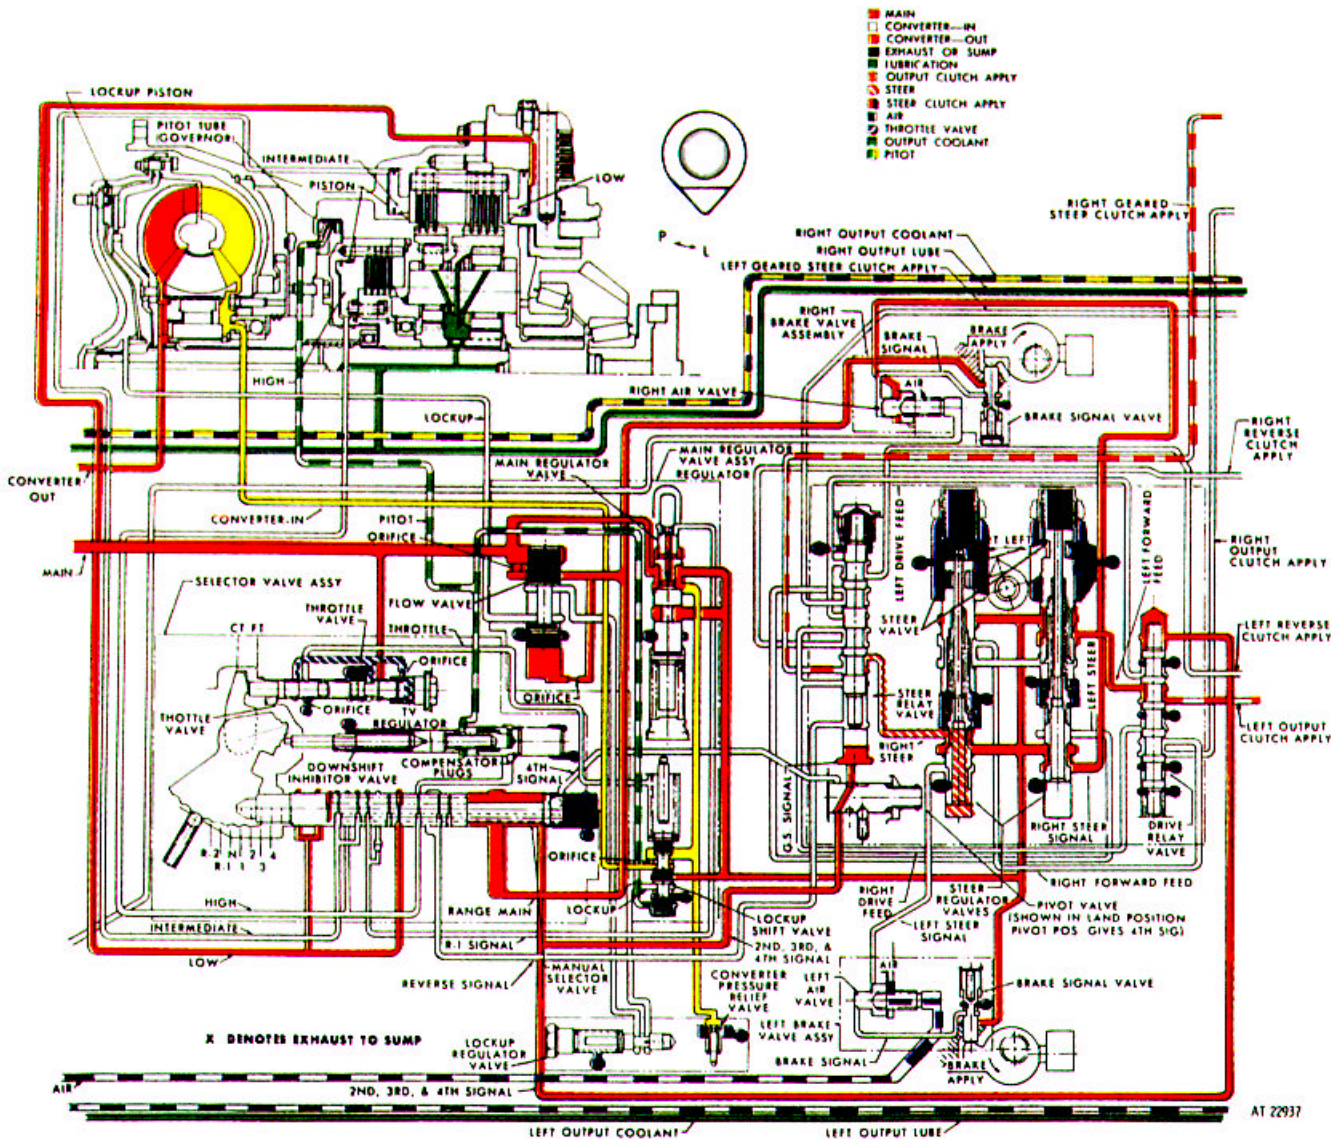 MAIN
CONVERTER—IN
CONVERTER—OUT
EXHAUST OR SUMP
LUBRICATION
OUTPUT CLUTCH APPLY
STEER
STEER CLUTCH APPLY
AIR
THROTTLE VALVE
OUTPUT COOLANT
PITOT
LOCKUP PISTON
PITOT TUBE
(GOVERNOR)
INTERMEDIATE
PISTON
LOW
P
L
RIGHT GEARED
STEER CLUTCH APPLY
RIGHT OUTPUT COOLANT
RIGHT OUTPUT LUBE
LEFT GEARED STEER CLUTCH APPLY
RIGHT
BRAKE VALVE
ASSEMBLY
BRAKE
SIGNAL
BRAKE
APPLY
HIGH
LOCKUP
RIGHT AIR VALVE
AIR
BRAKE SIGNAL VALVE
RIGHT
REVERSE
CLUTCH
APPLY
MAIN REGULATOR
VALVE
MAIN REGULATOR
VALVE ASSY
REGULATOR
CONVERTER
OUT
CONVERTER-IN
PITOT
ORIFICE
MAIN
SELECTOR VALVE ASSY
FLOW VALVE
THROTTLE
VALVE
THROTTLE
LEFT DRIVE FEED
LEFT
LEFT FORWARD
FEED
RIGHT
OUTPUT
CLUTCH APPLY
CT FT
ORIFICE
STEER
VALVE
LEFT STEER
LEFT REVERSE
CLUTCH APPLY
THOTTLE
VALVE
ORIFICE
TV
REGULATOR
ORIFICE
STEER
RELAY
VALVE
RIGHT
STEER
LEFT OUTPUT
CLUTCH APPLY
DOWNSHIFT
INHIBITOR VALVE
COMPENSATOR
PLUGS
4TH
SIGNAL
G.S. SIGNAL
RIGHT STEER
SIGNAL
DRIVE
RELAY
VALVE
R-2 N 2 4
R-1 1 3
ORIFICE
HIGH
RANGE MAIN
LOCKUP
LOCKUP
SHIFT VALVE
RIGHT
DRIVE
FEED
STEER
REGULATOR
VALVES
RIGHT FORWARD FEED
PIVOT VALVE
(SHOWN IN LAND POSITION
PIVOT POS. GIVES 4TH SIG)
INTERMEDIATE
R-1 SIGNAL
2ND, 3RD, &
4TH SIGNAL
LEFT STEER
SIGNAL
LOW
REVERSE SIGNAL
MANUAL
SELECTOR
VALVE
CONVERTER
PRESSURE
RELIEF
VALVE
LEFT
AIR
VALVE
AIR
BRAKE SIGNAL VALVE
LEFT BRAKE
VALVE ASSY
X DENOTES EXHAUST TO SUMP
LOCKUP
REGULATOR
VALVE
BRAKE SIGNAL
BRAKE
APPLY
AIR
2ND, 3RD, & 4TH SIGNAL
AT 22937
LEFT OUTPUT COOLANT
LEFT OUTPUT LUBE